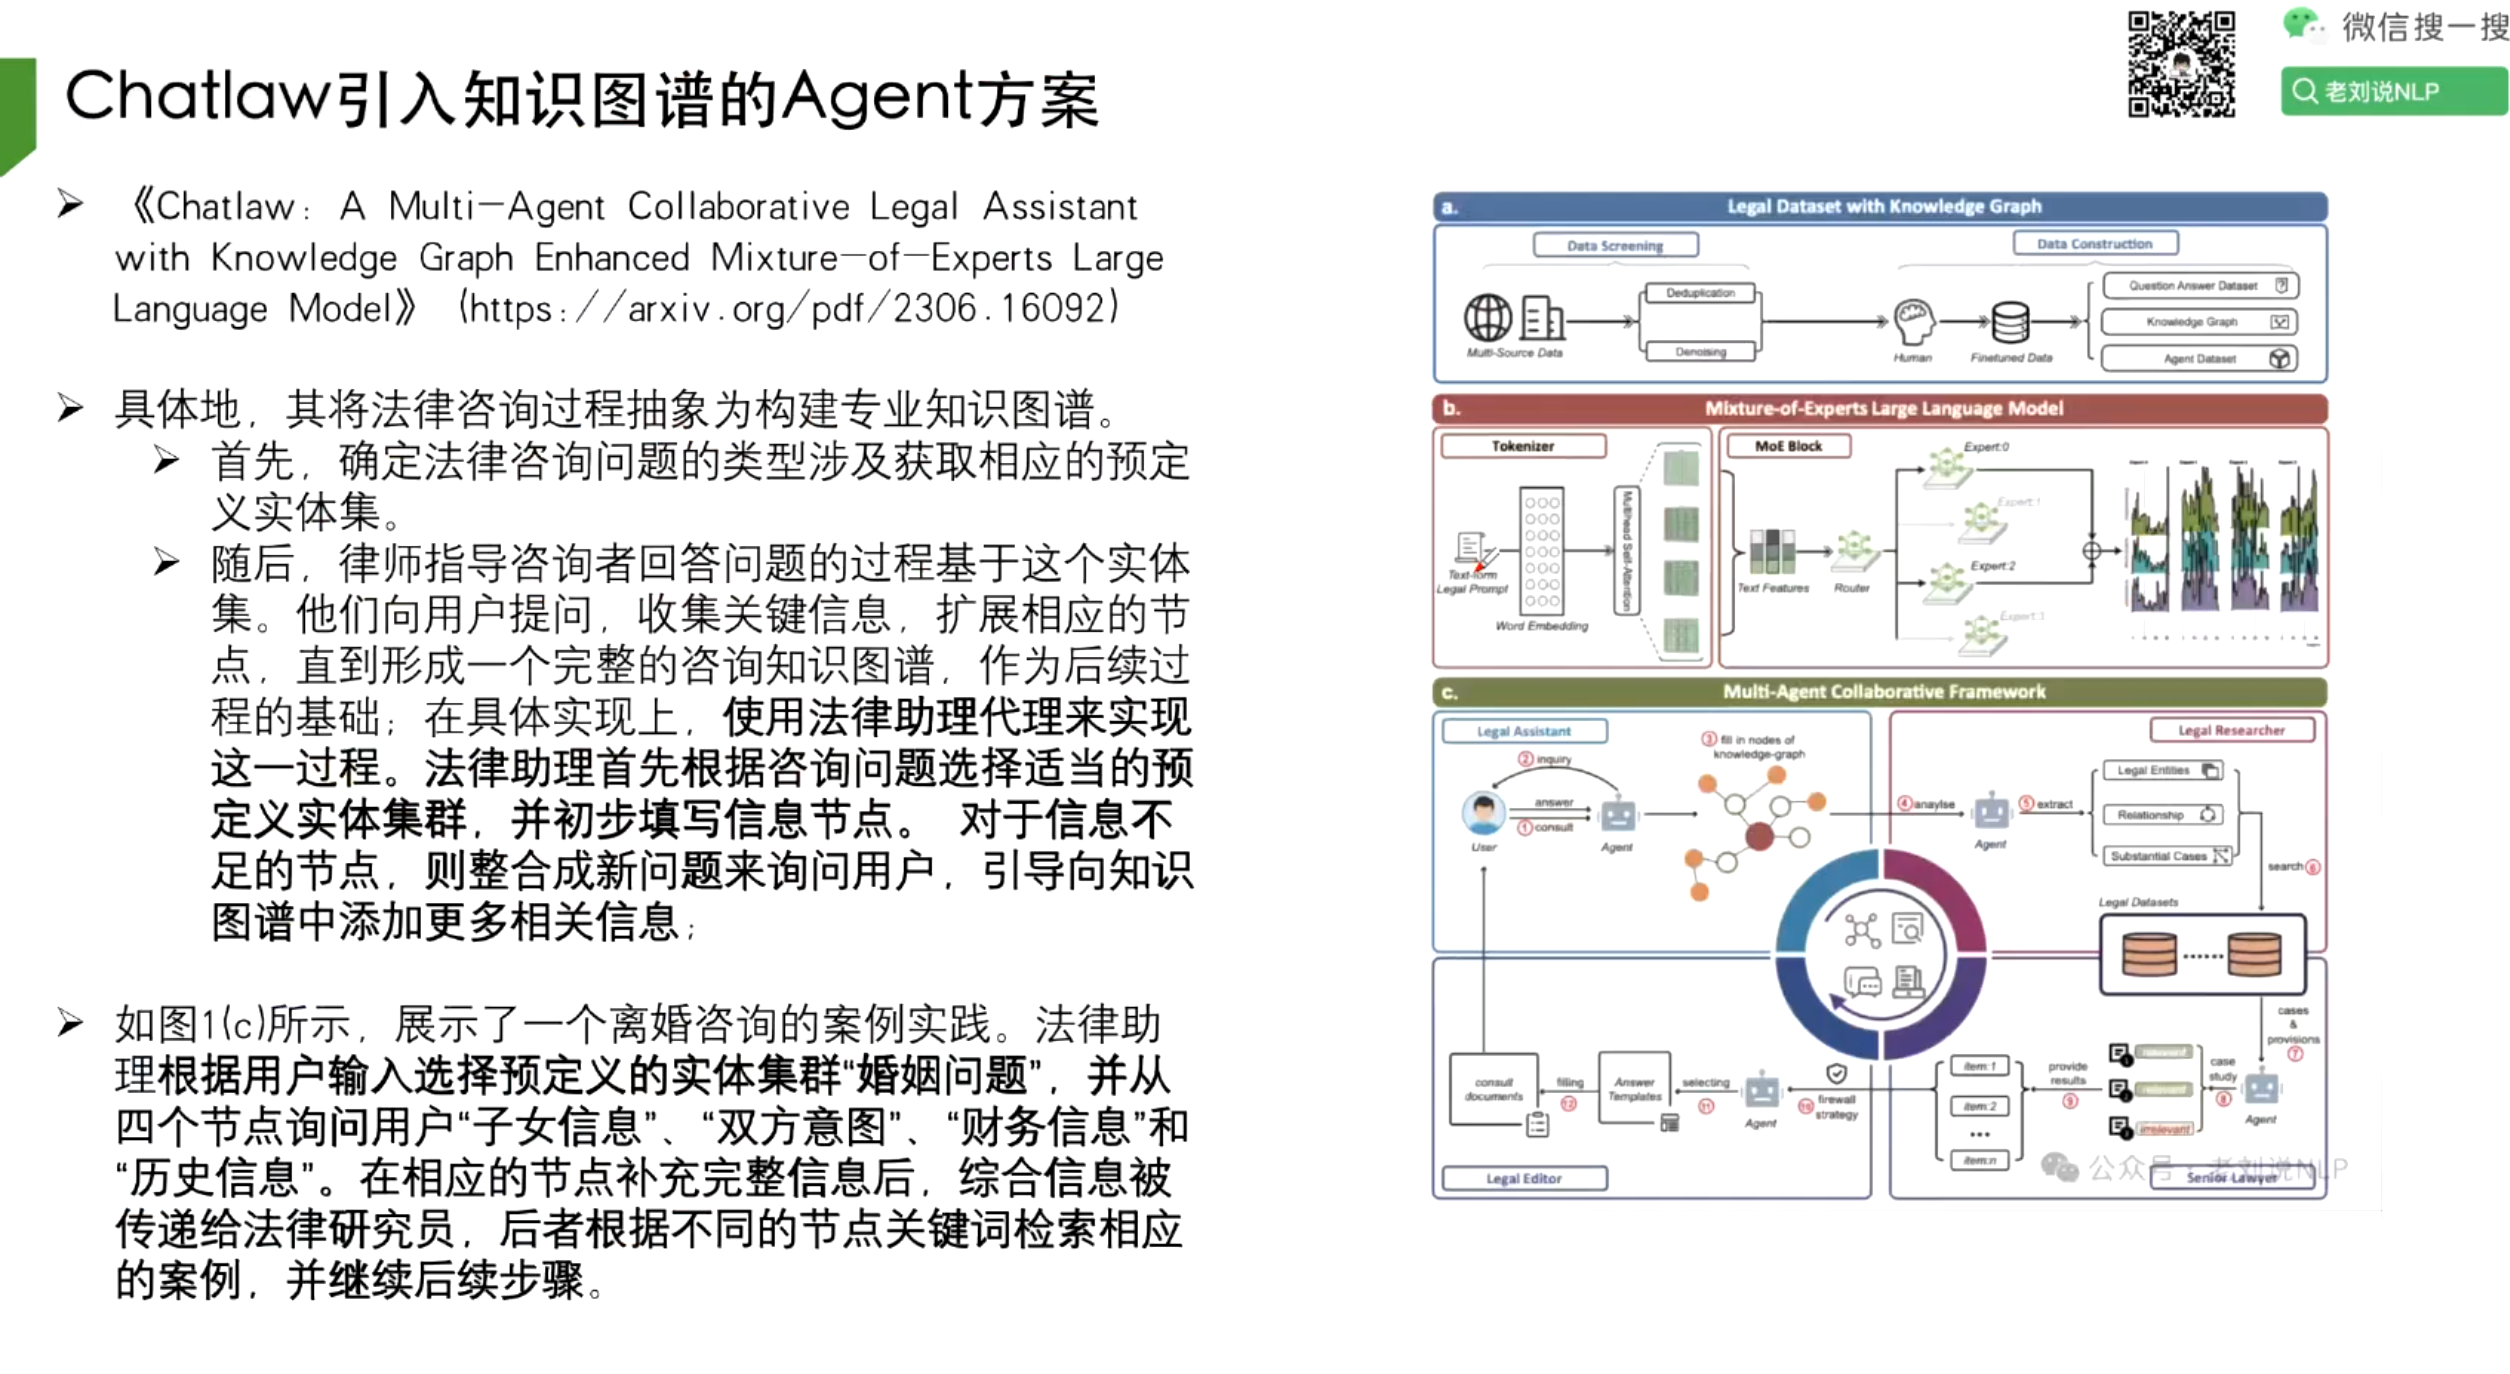 微信搜一搜
老刘说NLP
Chatlaw引入知识图谱的Agent方案
《Chatlaw: A Multi-Agent Collaborative Legal Assistant
with Knowledge Graph Enhanced Mixture-of-Experts Large
Language Model》 (https://arxiv.org/pdf/2306.16092)
具体地，其将法律咨询过程抽象为构建专业知识图谱。
首先，确定法律咨询问题的类型涉及获取相应的预定
义实体集。
随后，律师指导咨询者回答问题的过程基于这个实体
集。他们向用户提问，收集关键信息，扩展相应的节
点，直到形成一个完整的咨询知识图谱，作为后续过
程的基础；在具体实现上，使用法律助理代理来实现
这一过程。法律助理首先根据咨询问题选择适当的预
定义实体集群，并初步填写信息节点。 对于信息不
足的节点，则整合成新问题来询问用户，引导向知识
图谱中添加更多相关信息；
如图1(c)所示，展示了一个离婚咨询的案例实践。法律助
理根据用户输入选择预定义的实体集群“婚姻问题”，并从
四个节点询问用户“子女信息”、“双方意图”、“财务信息”和
“历史信息”。在相应的节点补充完整信息后，综合信息被
传递给法律研究员，后者根据不同的节点关键词检索相应
的案例，并继续后续步骤。
a. Legal Dataset with Knowledge Graph
Data Screening
Data Construction
Deduplication
Denoising
Multi-Source Data
Human
Finetuned Data
Question Answer Dataset
Knowledge Graph
Agent Dataset
b. Mixture-of-Experts Large Language Model
Tokenizer
MoE Block
Text-form
Legal Prompt
Word Embedding
Multihead Self-Attention
Text Features
Router
Expert:0
Expert:1
Expert:2
Expert:3
c. Multi-Agent Collaborative Framework
Legal Assistant
② inquiry
answer
① consult
User
Agent
③ fill in nodes of
knowledge-graph
Legal Researcher
④ anaylse
Agent
⑤ extract
Legal Entities
Relationship
Substantial Cases
search ⑥
Legal Datasets
cases
&
provisions
⑦
case
study
⑧
Agent
relevant
relevant
irrelevant
provide
results
⑨
item:1
item:2
...
item:n
⑩ firewall
strategy
Agent
selecting
⑪
Answer
Templates
filling
⑫
consult
documents
Legal Editor
Senior Lawyer
公众号 · 老刘说NLP